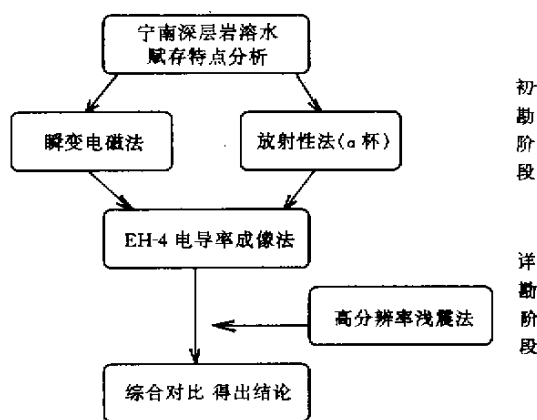 宁南深层岩溶水
赋存特点分析
瞬变电磁法
放射性法(α杯)
初勘阶段
EH-4 电导率成像法
高分辨率浅震法
详勘阶段
综合对比 得出结论